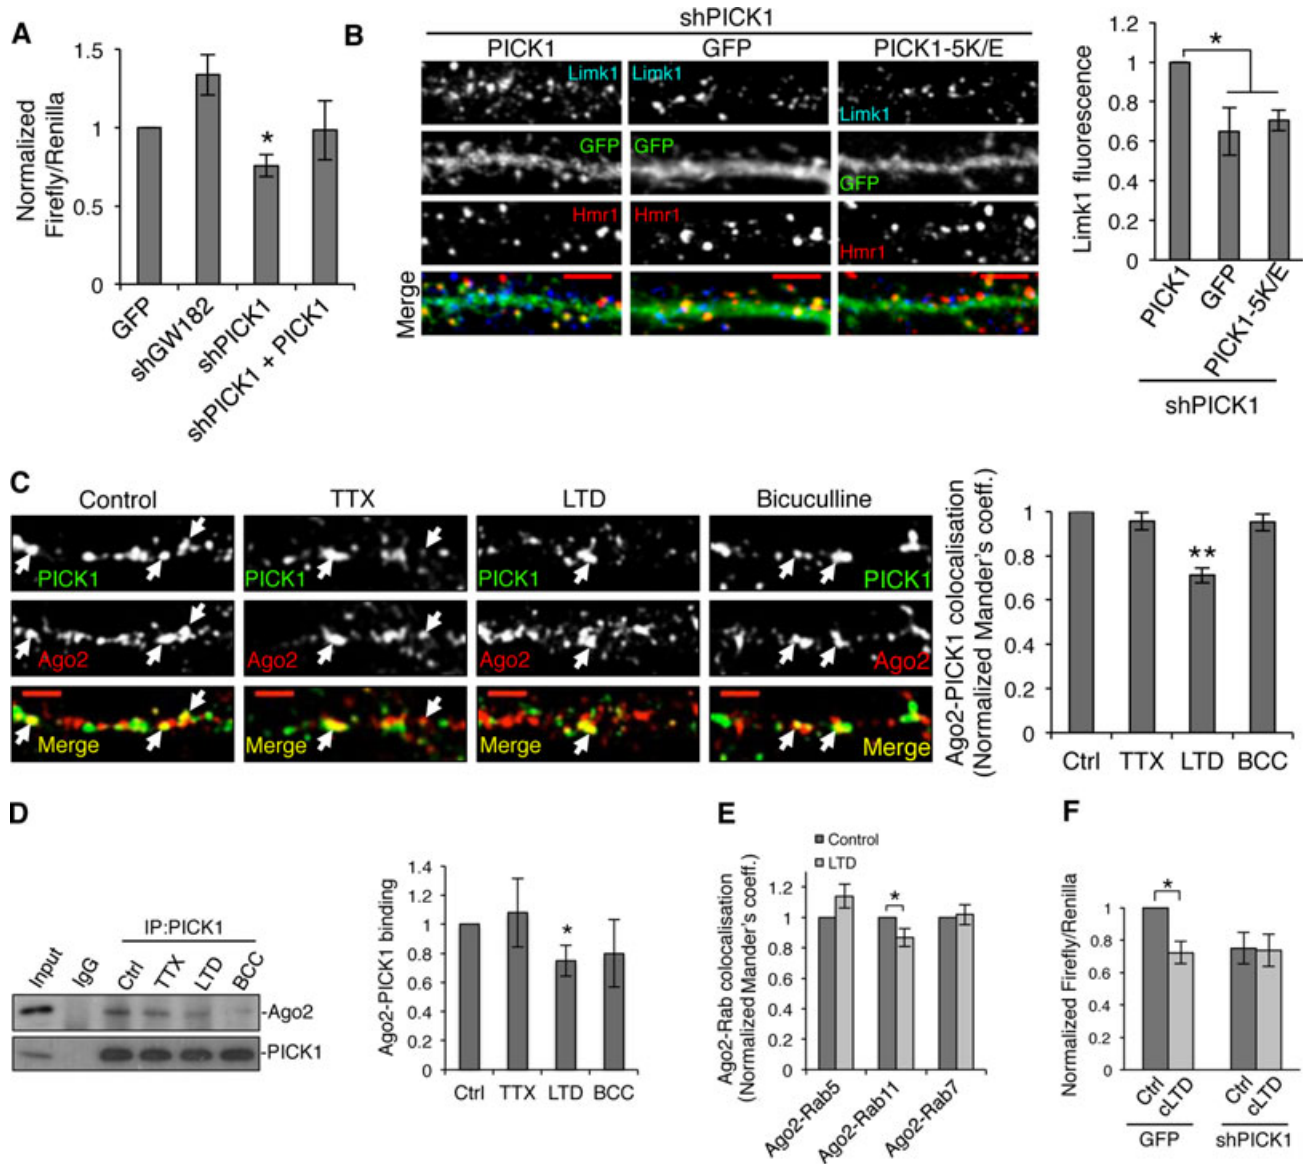 A
Normalized
Firefly/Renilla
1.5
1
0.5
0
*
GFP
shGW182
shPICK1
shPICK1 + PICK1
B
shPICK1
PICK1
GFP
PICK1-5K/E
Limk1
Limk1
Limk1
GFP
GFP
GFP
Hmr1
Hmr1
Hmr1
Merge
Limk1 fluorescence
1.2
1
0.8
0.6
0.4
0.2
0
*
PICK1
GFP
PICK1-5K/E
shPICK1
C
Control
TTX
LTD
Bicuculline
PICK1
PICK1
PICK1
PICK1
Ago2
Ago2
Ago2
Ago2
Merge
Merge
Merge
Merge
Ago2-PICK1 colocalisation
(Normalized Mander's coeff.)
1
0.8
0.6
0.4
0.2
0
**
Ctrl TTX LTD BCC
D
IP:PICK1
Input
IgG
Ctrl
TTX
LTD
BCC
-Ago2
-PICK1
Ago2-PICK1 binding
1.4
1.2
1
0.8
0.6
0.4
0.2
0
*
Ctrl TTX LTD BCC
E
Control
LTD
Ago2-Rab colocalisation
(Normalized Mander's coeff.)
1.2
1
0.8
0.6
0.4
0.2
0
*
Ago2-Rab5
Ago2-Rab11
Ago2-Rab7
F
Normalized Firefly/Renilla
1
0.8
0.6
0.4
0.2
0
*
Ctrl
cLTD
Ctrl
cLTD
GFP
shPICK1